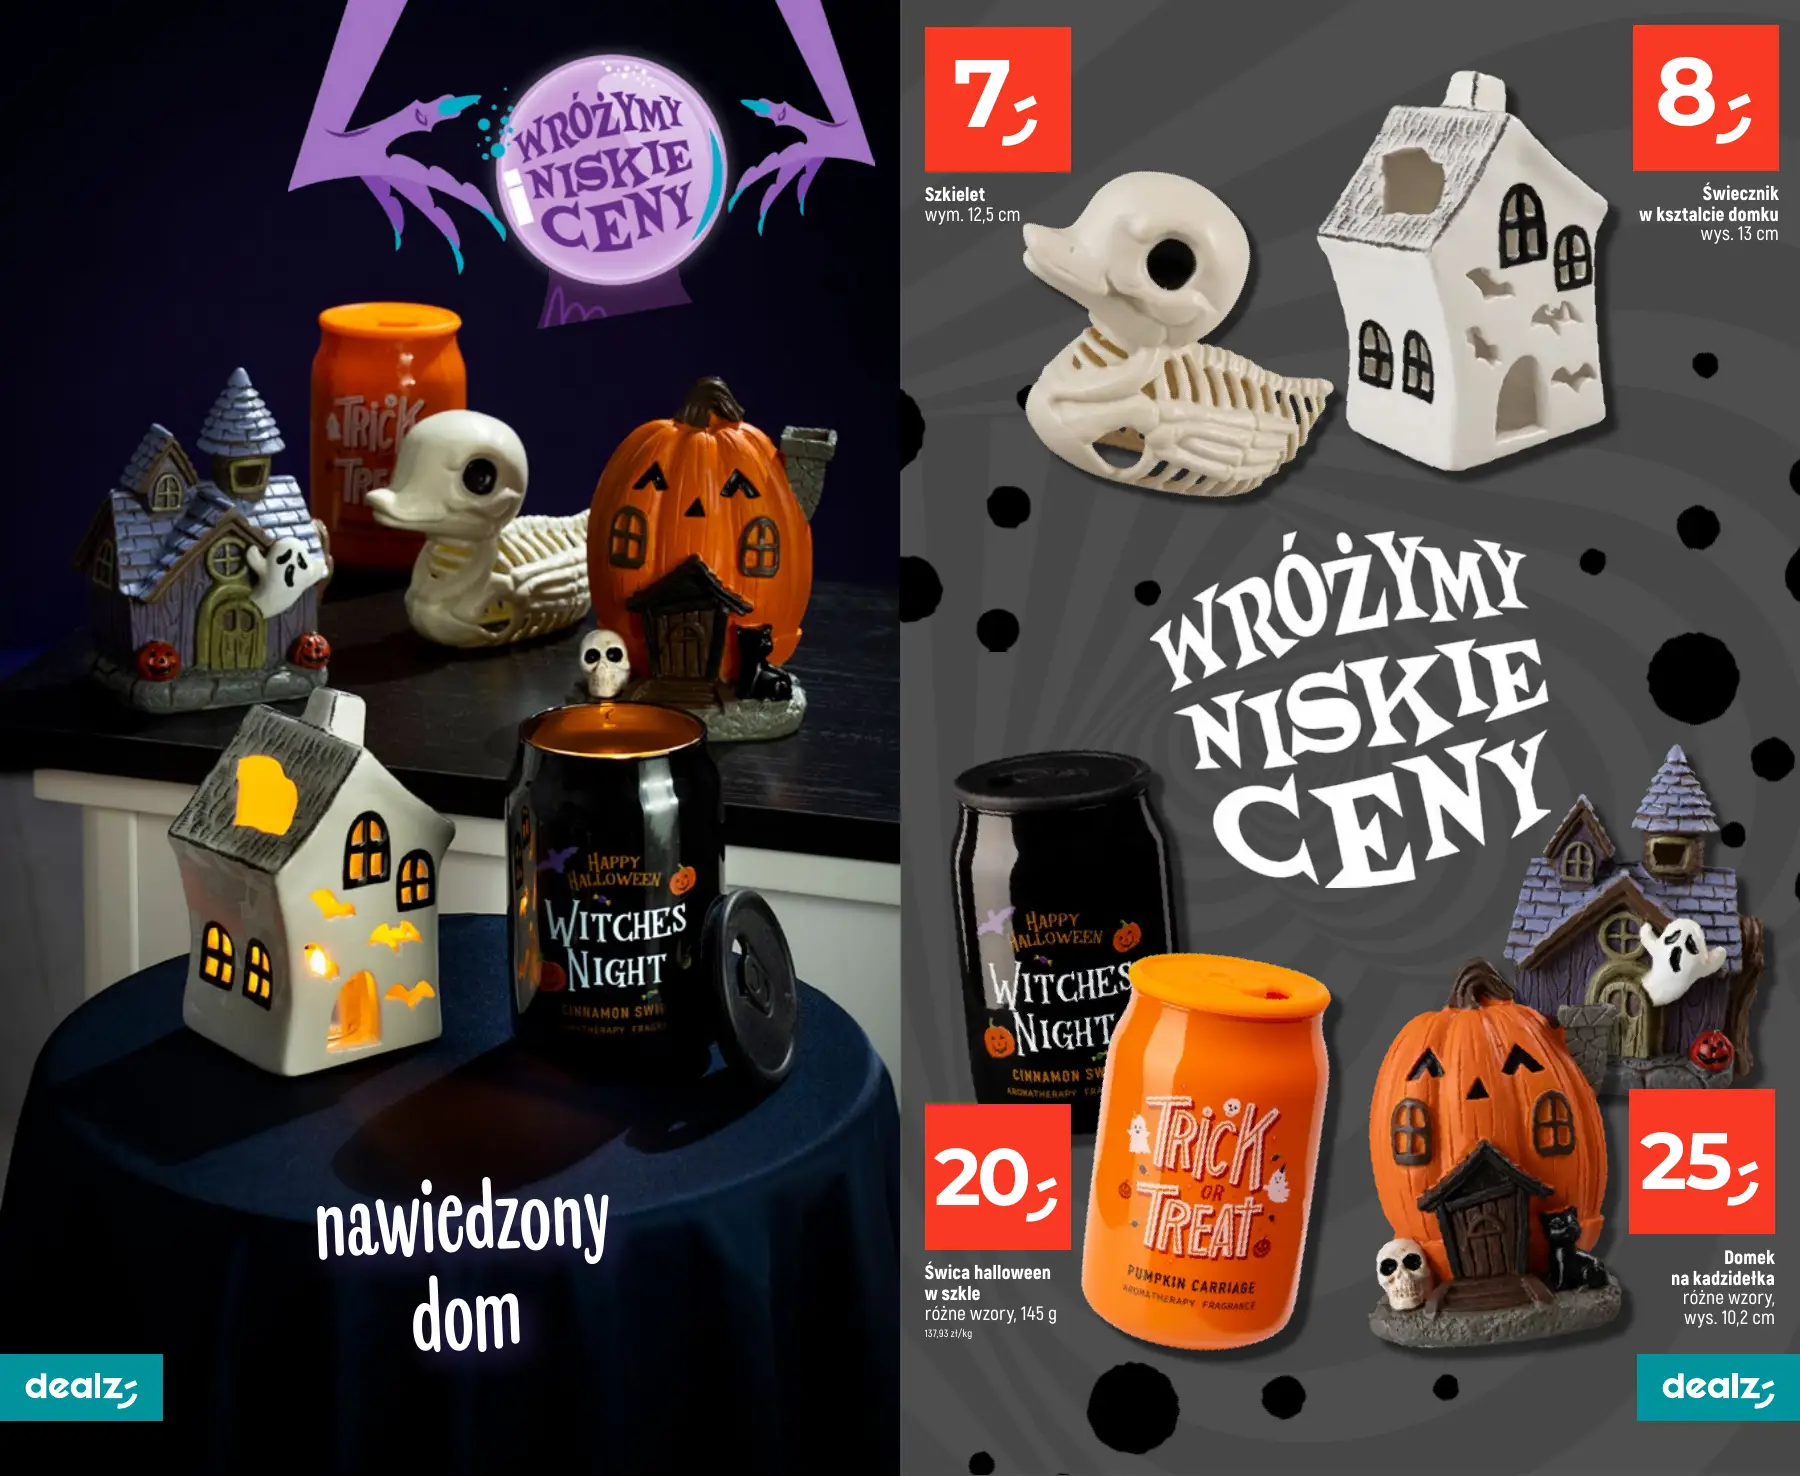 WRÓŻYMY
NISKIE
CENY
TRICK
HAPPY
HALLOWEEN
WITCHES
NIGHT
CINNAMON
nawiedzony
dom
dealz
7,-
Szkielet
wym. 12,5 cm
8,-
Świecznik
w kształcie domku
wys. 13 cm
WRÓŻYMY
NISKIE
CENY
HAPPY
HALLOWEEN
WITCHES
NIGHT
CINNAMON SW
AROMATHERAPY
20,-
Świca halloween
w szkle
różne wzory, 145 g
137,93 zł/kg
TRICK
OR
TREAT
PUMPKIN CARRIAGE
AROMATHERAPY FRAGRANCE
25,-
Domek
na kadzidełka
różne wzory,
wys. 10,2 cm
dealz